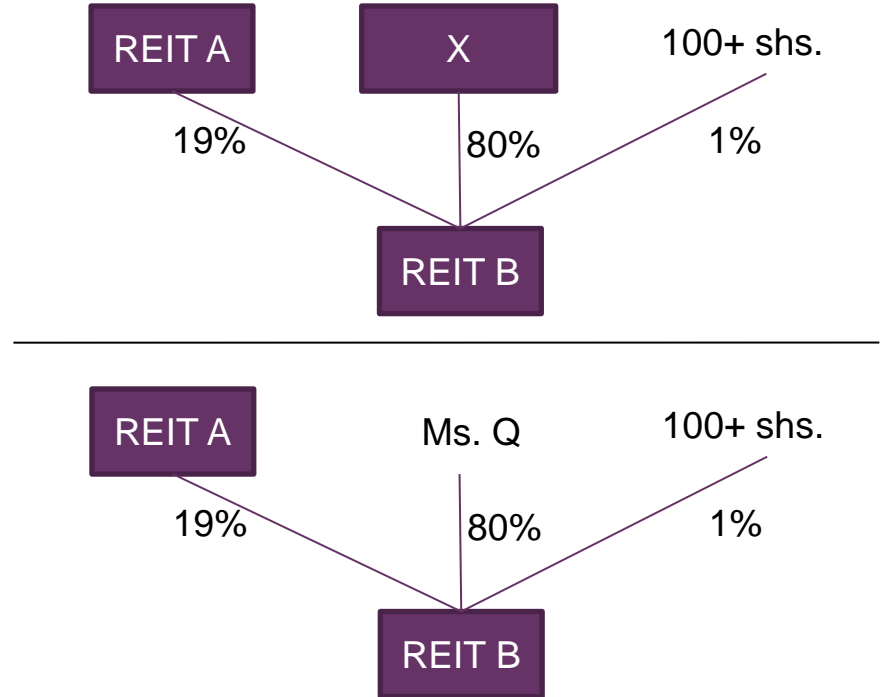 REIT A X 100+ shs.
19% 80% 1%
REIT B
REIT A Ms. Q 100+ shs.
19% 80% 1%
REIT B